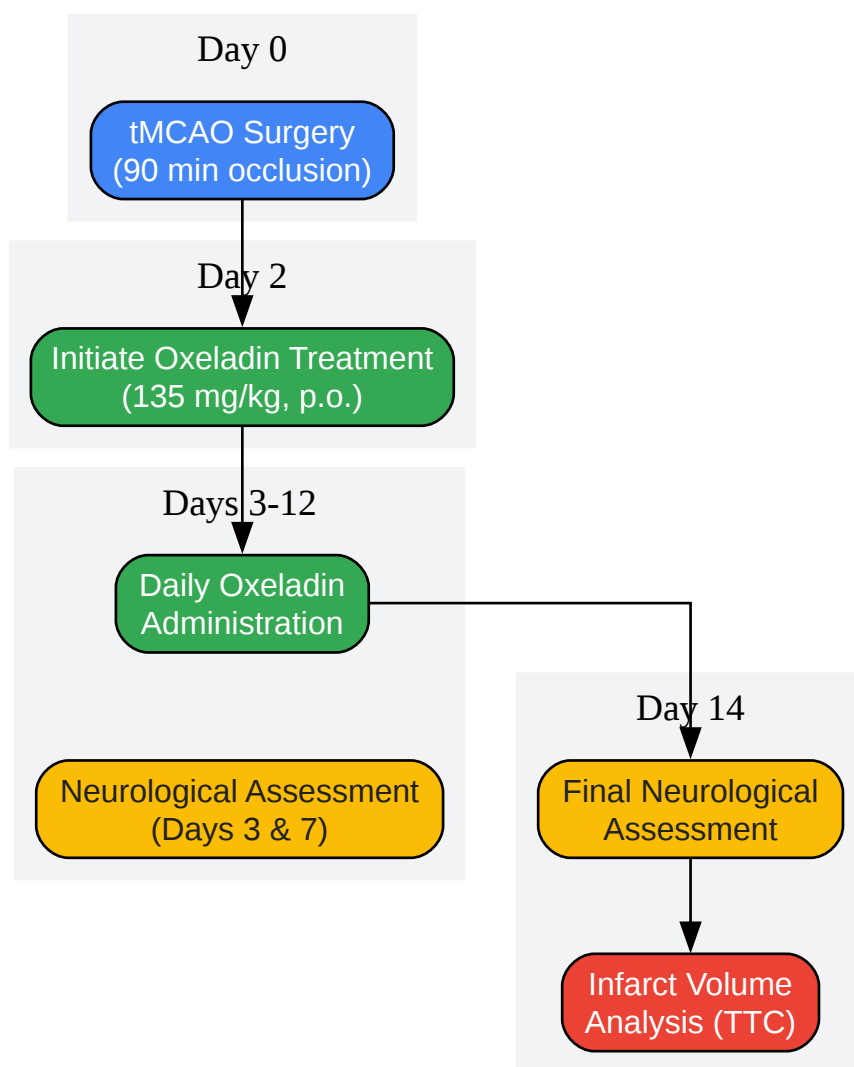 Day 0
tMCAO Surgery
(90 min occlusion)
Day 2
Initiate Oxeladin Treatment
(135 mg/kg, p.o.)
Days 3-12
Daily Oxeladin
Administration
Neurological Assessment
(Days 3 & 7)
Day 14
Final Neurological
Assessment
Infarct Volume
Analysis (TTC)